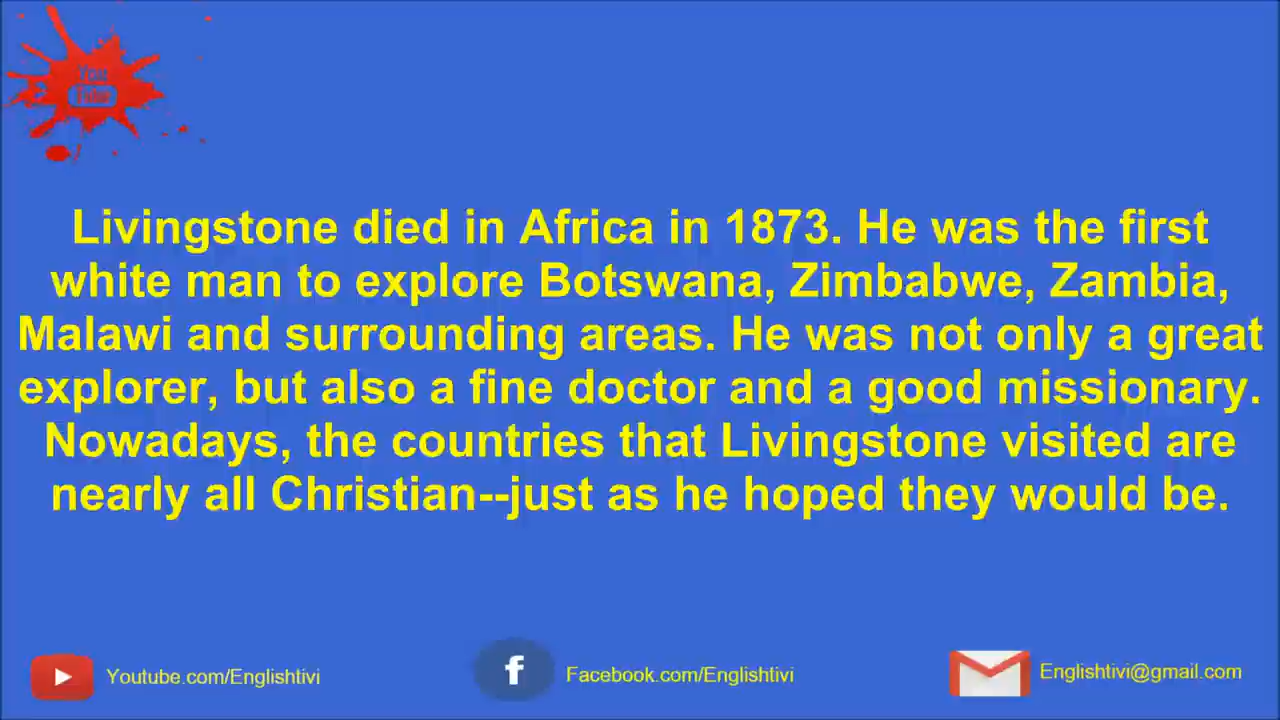 You
Tube
Livingstone died in Africa in 1873. He was the first
white man to explore Botswana, Zimbabwe, Zambia,
Malawi and surrounding areas. He was not only a great
explorer, but also a fine doctor and a good missionary.
Nowadays, the countries that Livingstone visited are
nearly all Christian--just as he hoped they would be.
Youtube.com/Englishtivi
f
Facebook.com/Englishtivi
Englishtivi@gmail.com